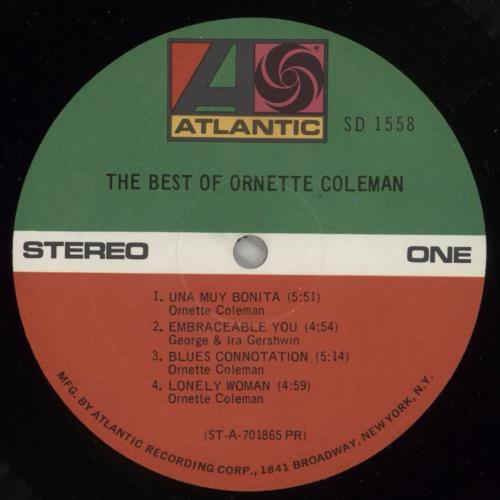 ATLANTIC
SD 1558
THE BEST OF ORNETTE COLEMAN
STEREO
ONE
1. UNA MUY BONITA (5:51)
Ornette Coleman
2. EMBRACEABLE YOU (4:54)
George & Ira Gershwin
3. BLUES CONNOTATION (5:14)
Ornette Coleman
4. LONELY WOMAN (4:59)
Ornette Coleman
(ST-A-701865 PR)
MFG. BY ATLANTIC RECORDING CORP., 1841 BROADWAY, NEW YORK, N.Y.